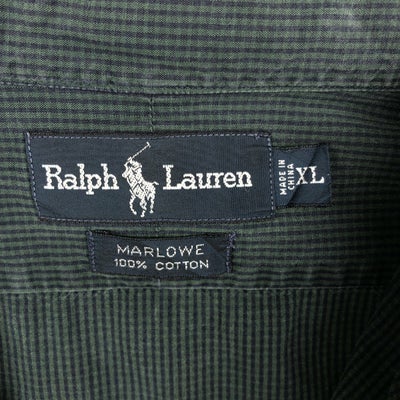 Ralph Lauren
MADE IN
CHINA
XL
MARLOWE
100% COTTON